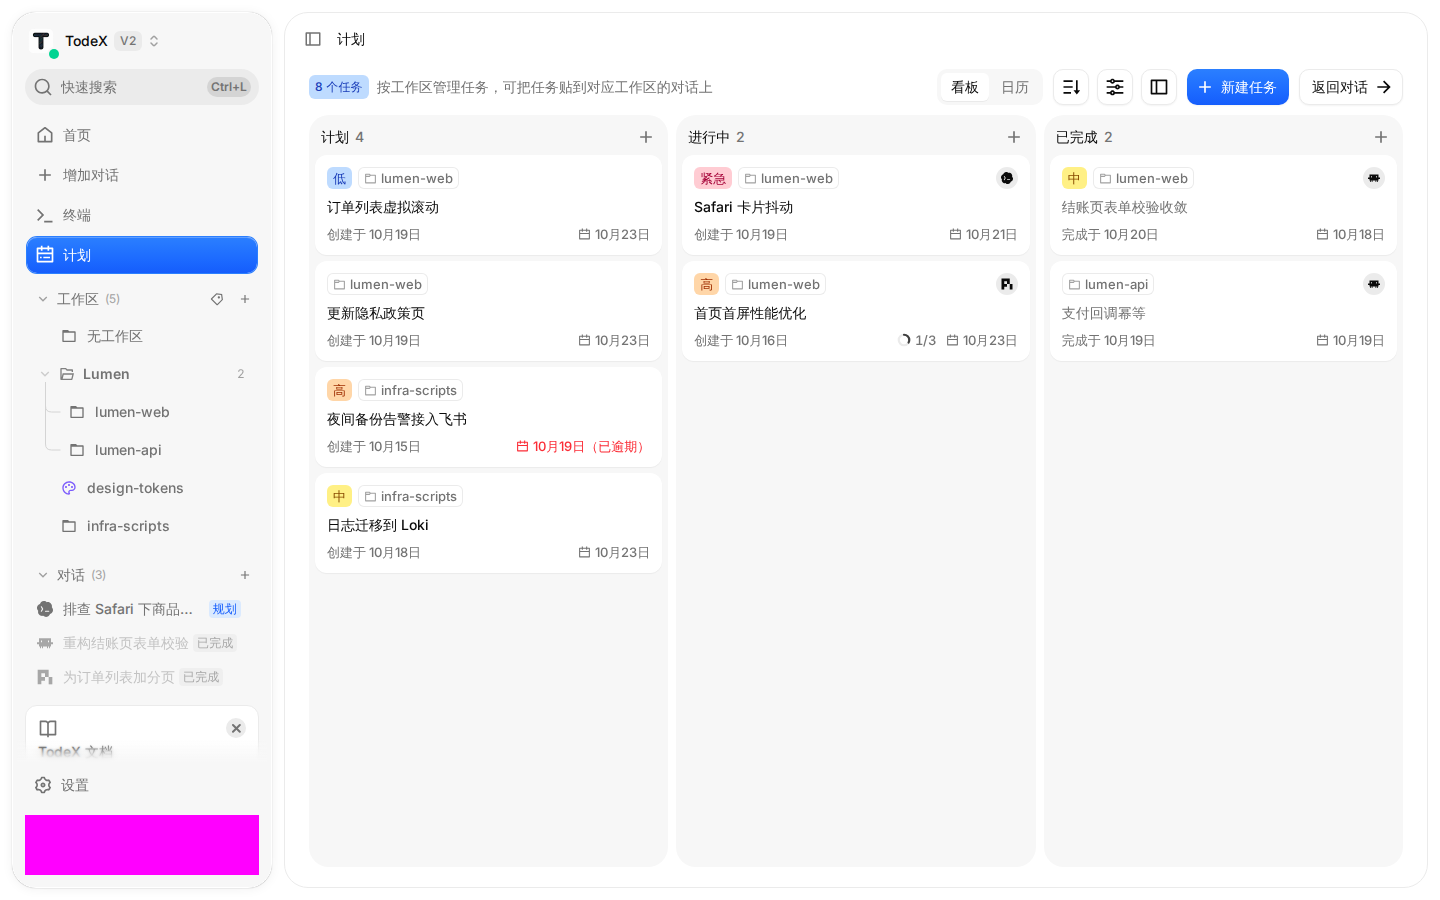 TodeX V2
快速搜索 Ctrl+L
首页
增加对话
终端
计划
工作区 (5)
无工作区
Lumen 2
lumen-web
lumen-api
design-tokens
infra-scripts
对话 (3)
排查 Safari 下商品... 规划
重构结账页表单校验 已完成
为订单列表加分页 已完成
TodeX 文档
设置
计划
8 个任务 按工作区管理任务，可把任务贴到对应工作区的对话上
看板 日历 新建任务 返回对话
计划 4
低 lumen-web
订单列表虚拟滚动
创建于 10月19日 10月23日
lumen-web
更新隐私政策页
创建于 10月19日 10月23日
高 infra-scripts
夜间备份告警接入飞书
创建于 10月15日 10月19日（已逾期）
中 infra-scripts
日志迁移到 Loki
创建于 10月18日 10月23日
进行中 2
紧急 lumen-web
Safari 卡片抖动
创建于 10月19日 10月21日
高 lumen-web
首页首屏性能优化
创建于 10月16日 1/3 10月23日
已完成 2
中 lumen-web
结账页表单校验收敛
完成于 10月20日 10月18日
lumen-api
支付回调幂等
完成于 10月19日 10月19日